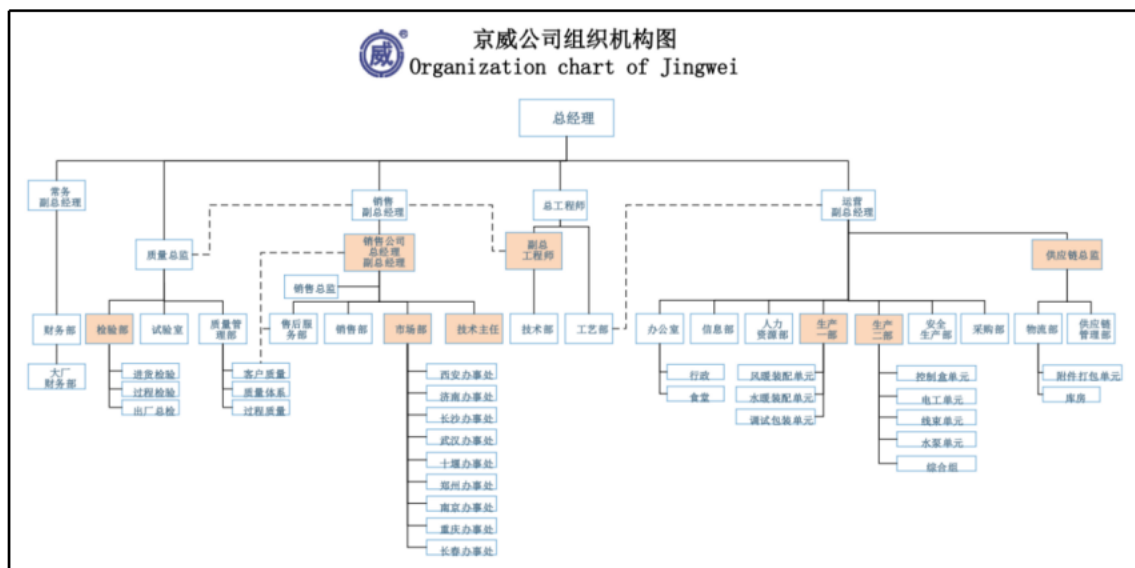 威
®
京威公司组织机构图
Organization chart of Jingwei
总经理
常务
副总经理
销售
副总经理
总工程师
运营
副总经理
质量总监
销售公司
总经理
副总经理
副总
工程师
供应链总监
销售总监
财务部
检验部
试验室
质量管
理部
售后服
务部
销售部
市场部
技术主任
技术部
工艺部
办公室
信息部
人力
资源部
生产
一部
生产
二部
安全
生产部
采购部
物流部
供应链
管理部
大厂
财务部
进货检验
过程检验
出厂总检
客户质量
质量体系
过程质量
西安办事处
济南办事处
长沙办事处
武汉办事处
十堰办事处
郑州办事处
南京办事处
重庆办事处
长春办事处
行政
食堂
风暖装配单元
水暖装配单元
调试包装单元
控制盒单元
电工单元
线束单元
水泵单元
综合组
附件打包单元
库房